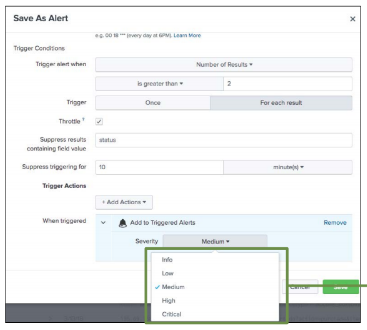 Save As Alert ×
e.g. 00 18 *** (every day at 6PM). Learn More
Trigger Conditions
Trigger alert when Number of Results
is greater than 2
Trigger Once For each result
Throttle ?
Suppress results status
containing field value
Suppress triggering for 10 minute(s)
Trigger Actions
+ Add Actions
When triggered Add to Triggered Alerts Remove
Severity Medium
Info
Low
Medium
Cancel Save
High
Critical